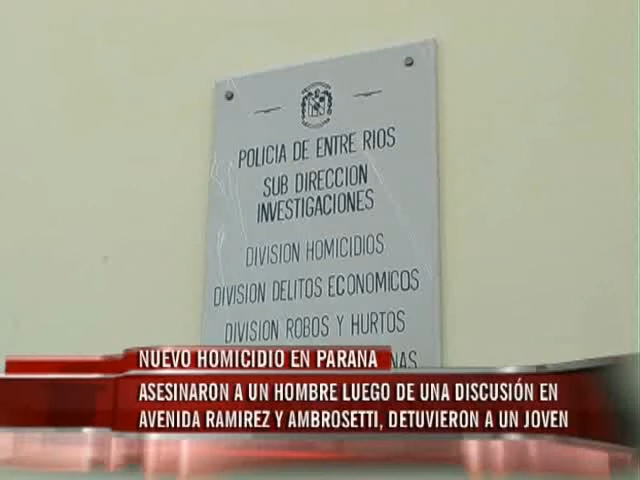 POLICIA DE ENTRE RIOS
SUB DIRECCION
INVESTIGACIONES
DIVISION HOMICIDIOS
DIVISION DELITOS ECONOMICOS
DIVISION ROBOS Y HURTOS
NUEVO HOMICIDIO EN PARANA
ASESINARON A UN HOMBRE LUEGO DE UNA DISCUSIÓN EN
AVENIDA RAMIREZ Y AMBROSETTI, DETUVIERON A UN JOVEN